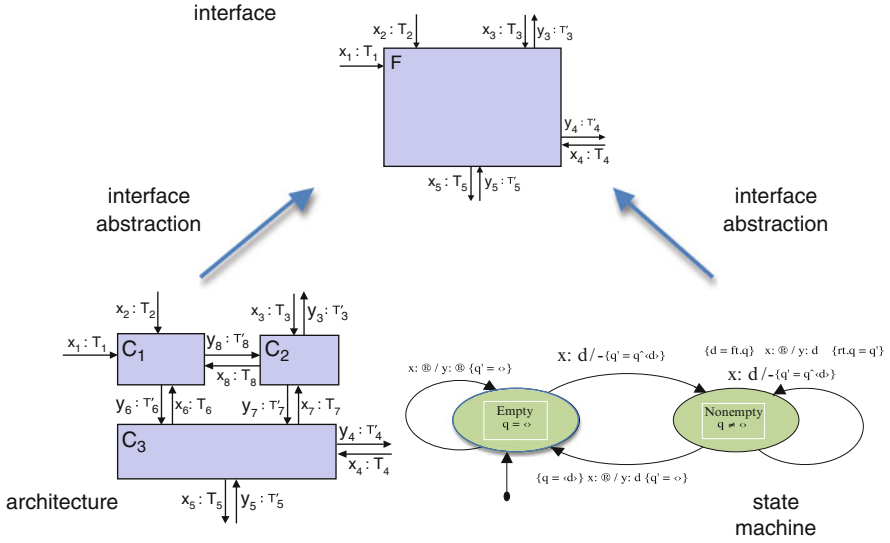 interface
x₂ : T₂
x₃ : T₃
y₃ : T'₃
x₁ : T₁
F
y₄ : T'₄
x₄ : T₄
x₅ : T₅
y₅ : T'₅
interface
abstraction
interface
abstraction
x₂ : T₂
x₃ : T₃
y₃ : T'₃
x₁ : T₁
C₁
y₈ : T'₈
x₈ : T₈
C₂
y₆ : T'₆
x₆ : T₆
y₇ : T'₇
x₇ : T₇
C₃
y₄ : T'₄
x₄ : T₄
x₅ : T₅
y₅ : T'₅
architecture
x: ® / y: ® {q' = ‹›}
x: d/-{q' = qˆ‹d›}
{d = ft.q} x: ® / y: d {rt.q = q'}
x: d/-{q' = qˆ‹d›}
Empty
q = ‹›
Nonempty
q ≠ ‹›
{q = ‹d›} x: ® / y: d {q' = ‹›}
state
machine